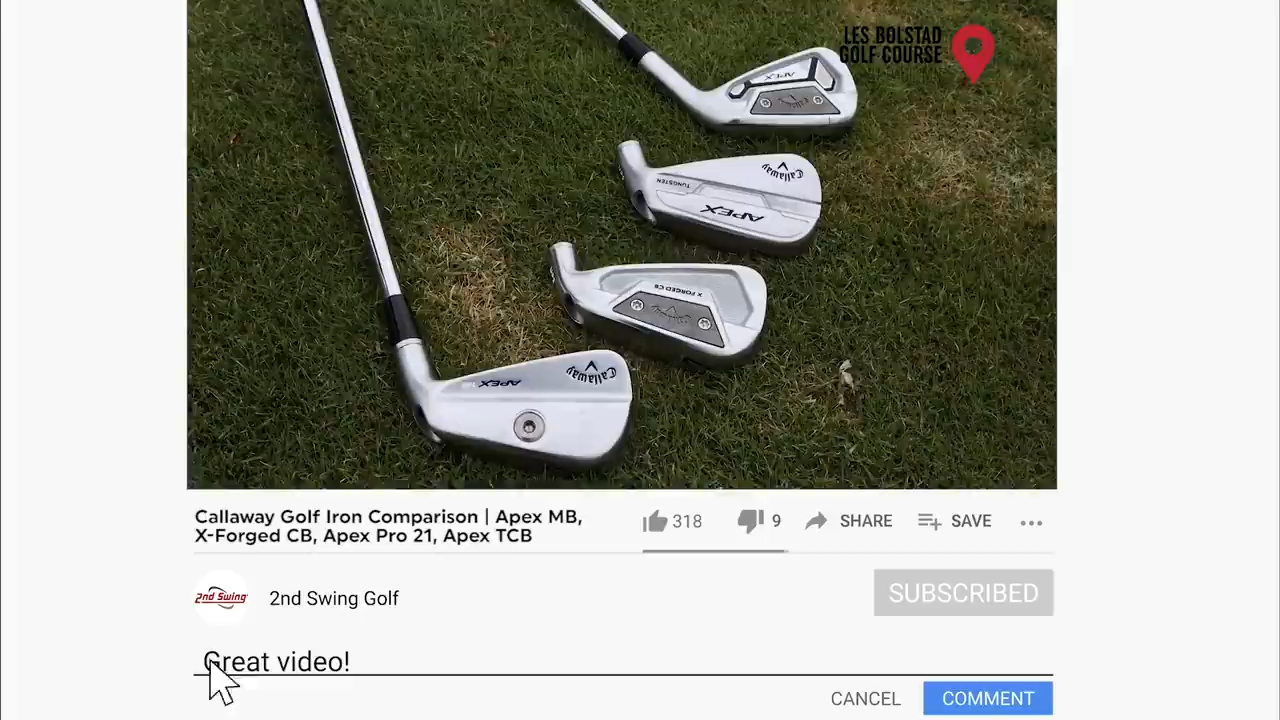 LES BOLSTAD
GOLF COURSE
APEX
Callaway
Callaway
TUNGSTEN
APEX
X FORGED CB
Callaway
Callaway
APEX MB
Callaway Golf Iron Comparison | Apex MB,
X-Forged CB, Apex Pro 21, Apex TCB
318
9
SHARE
SAVE
2nd Swing
2nd Swing Golf
SUBSCRIBED
Great video!
CANCEL
COMMENT